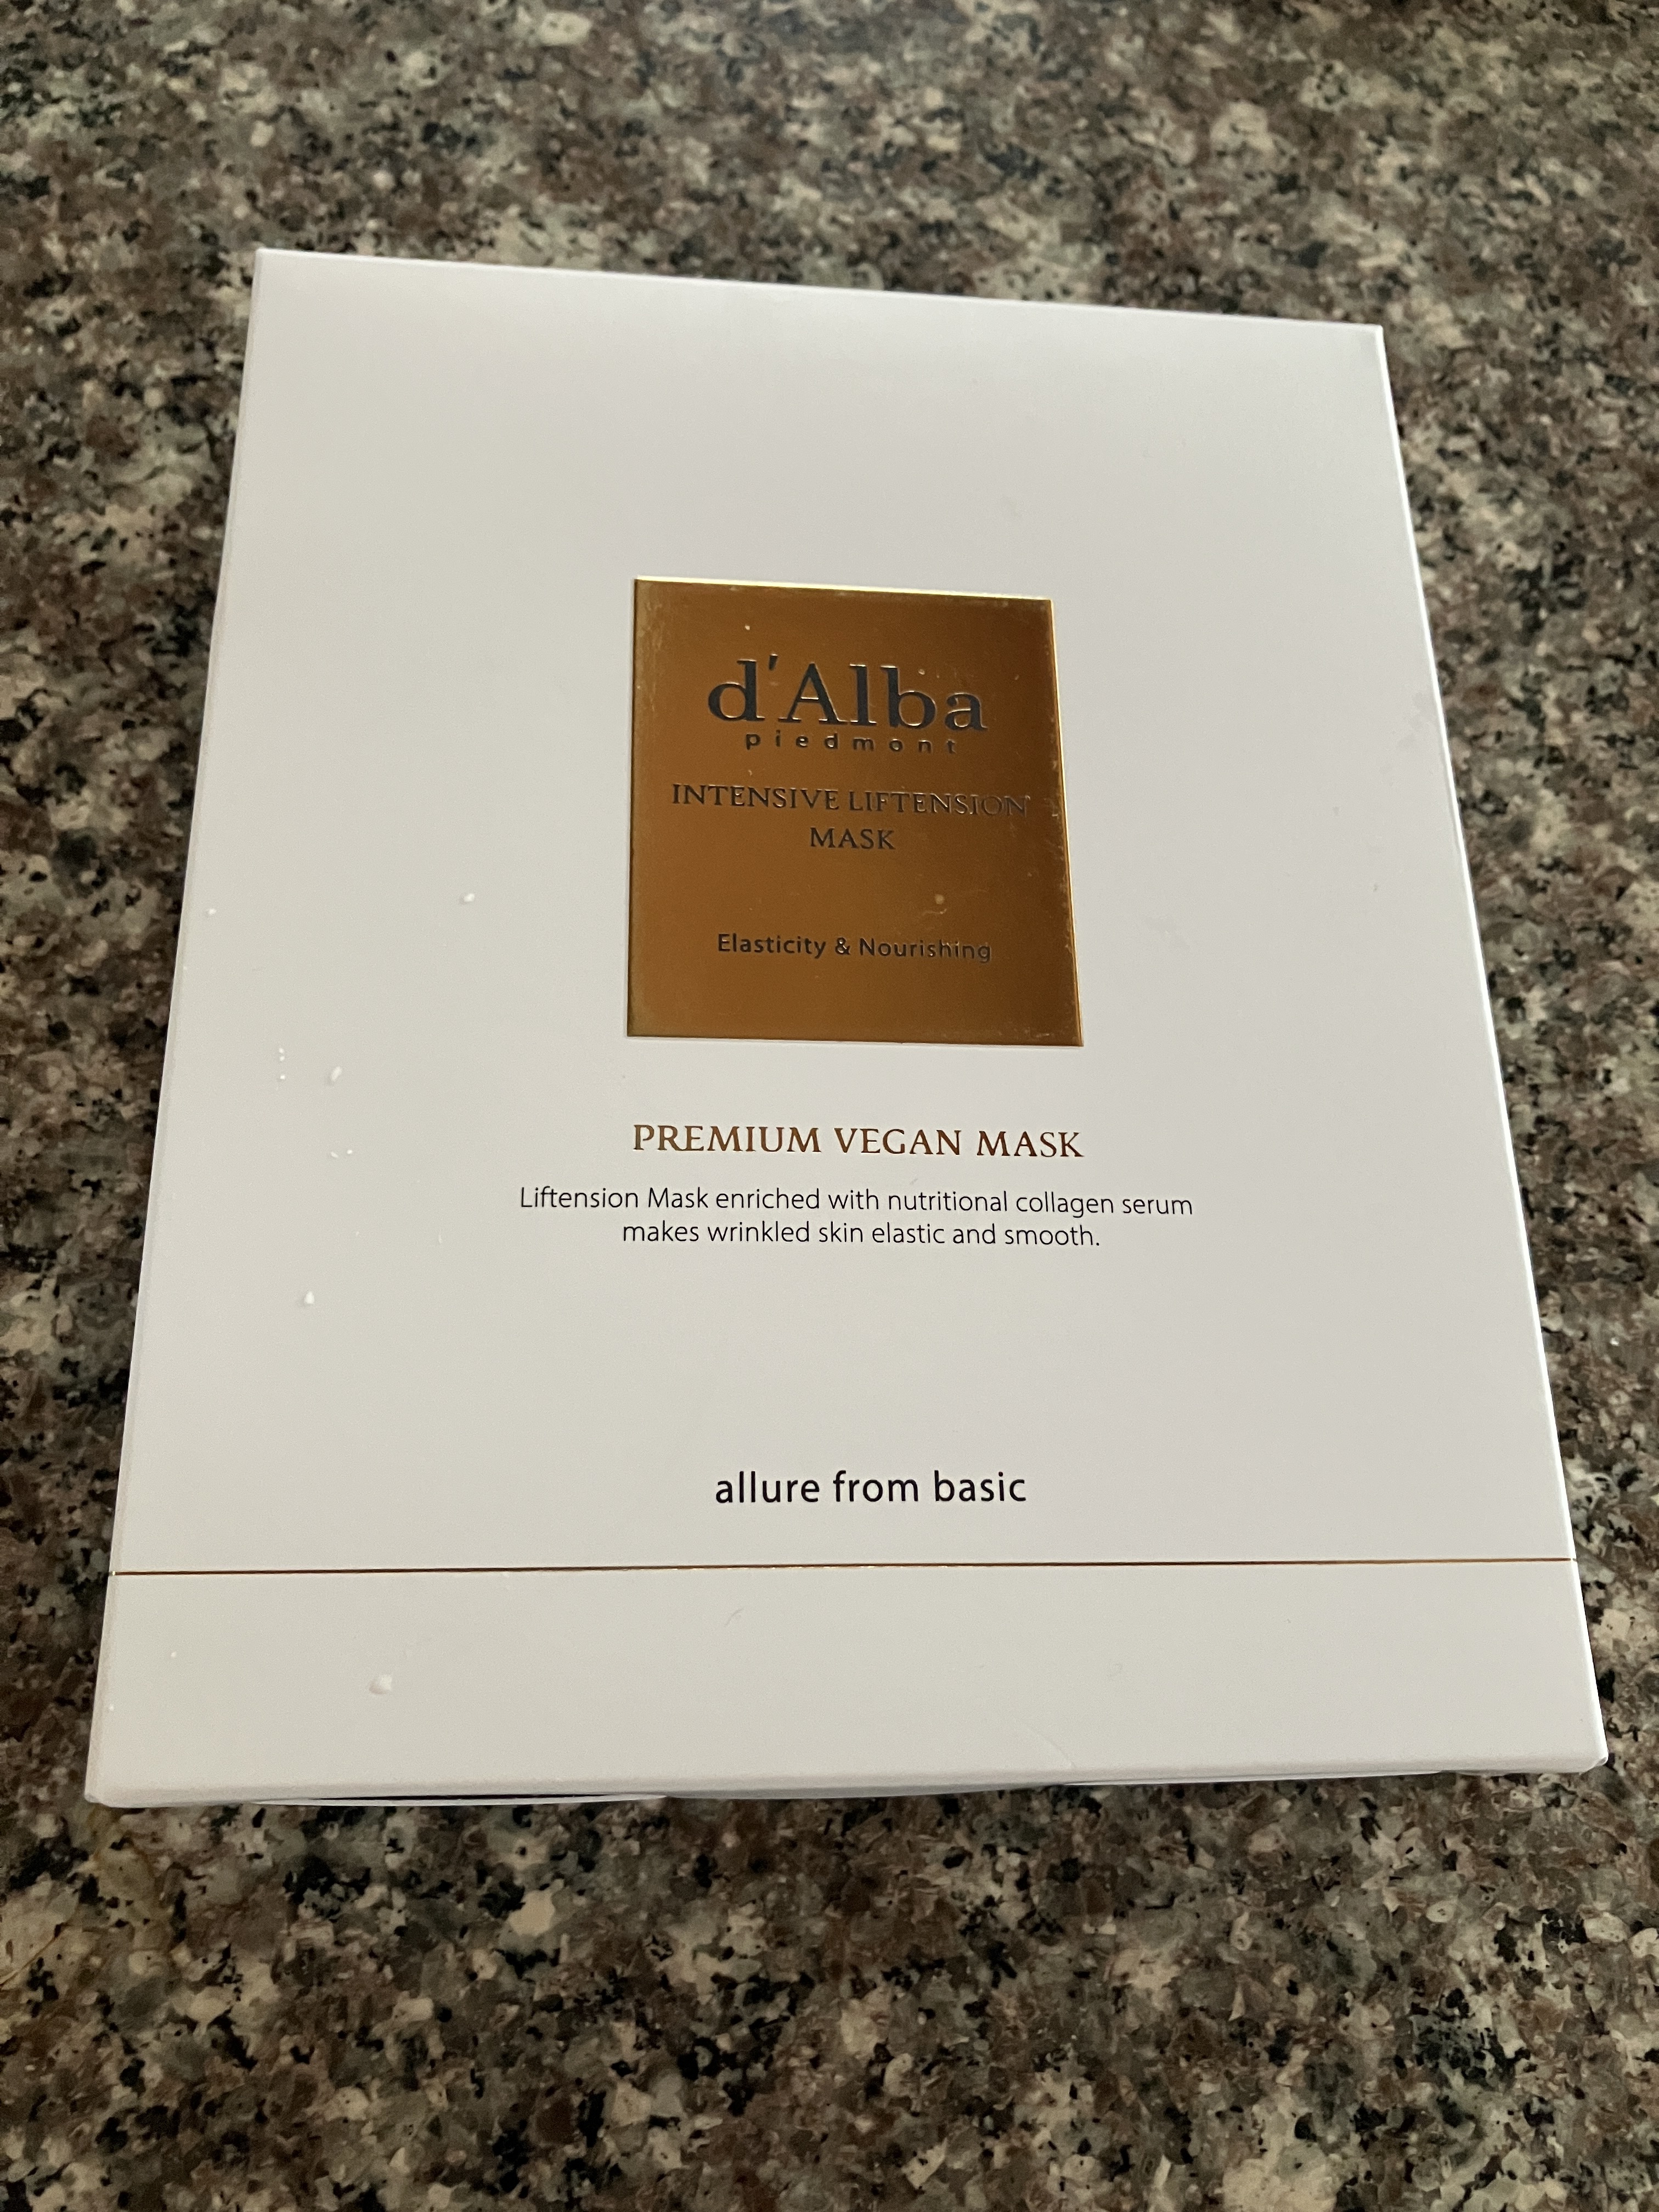 d'Alba
piedmont
INTENSIVE LIFTENSION
MASK
Elasticity & Nourishing
PREMIUM VEGAN MASK
Liftension Mask enriched with nutritional collagen serum
makes wrinkled skin elastic and smooth.
allure from basic